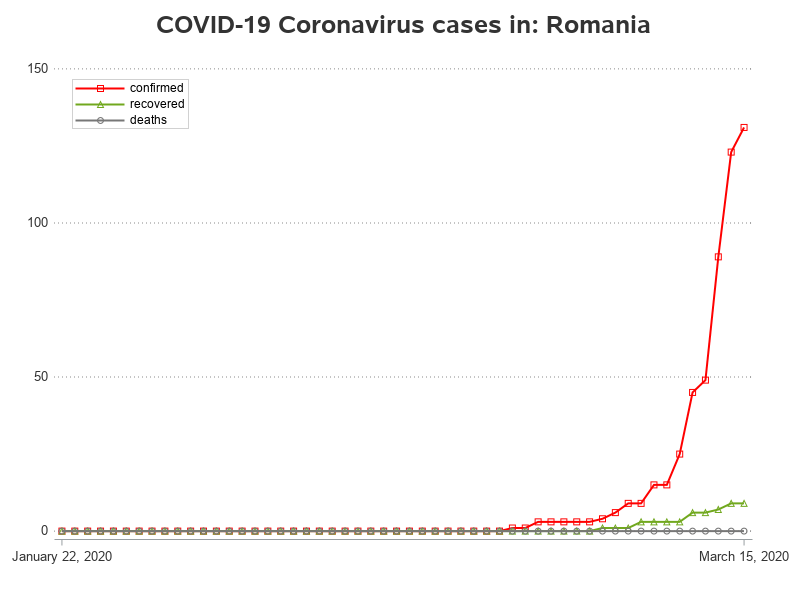 COVID-19 Coronavirus cases in: Romania
150
confirmed
recovered
deaths
100
50
0
January 22, 2020
March 15, 2020